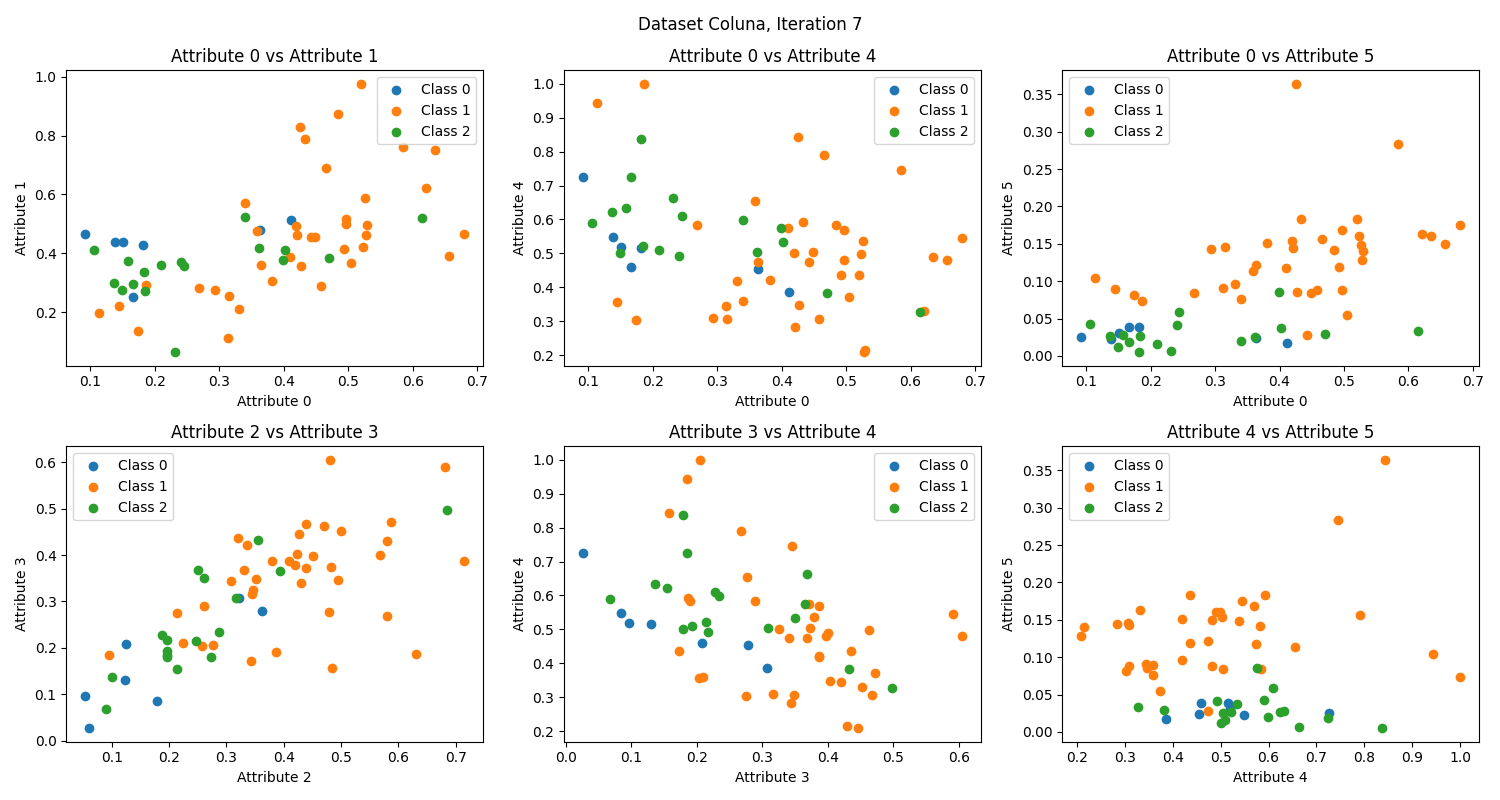 Dataset Coluna, Iteration 7
Attribute 0 vs Attribute 1
Class 0
Class 1
Class 2
1.0
0.8
0.6
0.4
0.2
Attribute 1
0.1 0.2 0.3 0.4 0.5 0.6 0.7
Attribute 0
Attribute 0 vs Attribute 4
Class 0
Class 1
Class 2
1.0
0.9
0.8
0.7
0.6
0.5
0.4
0.3
0.2
Attribute 4
0.1 0.2 0.3 0.4 0.5 0.6 0.7
Attribute 0
Attribute 0 vs Attribute 5
Class 0
Class 1
Class 2
0.35
0.30
0.25
0.20
0.15
0.10
0.05
0.00
Attribute 5
0.1 0.2 0.3 0.4 0.5 0.6 0.7
Attribute 0
Attribute 2 vs Attribute 3
Class 0
Class 1
Class 2
0.6
0.5
0.4
0.3
0.2
0.1
0.0
Attribute 3
0.1 0.2 0.3 0.4 0.5 0.6 0.7
Attribute 2
Attribute 3 vs Attribute 4
Class 0
Class 1
Class 2
1.0
0.9
0.8
0.7
0.6
0.5
0.4
0.3
0.2
Attribute 4
0.0 0.1 0.2 0.3 0.4 0.5 0.6
Attribute 3
Attribute 4 vs Attribute 5
Class 0
Class 1
Class 2
0.35
0.30
0.25
0.20
0.15
0.10
0.05
0.00
Attribute 5
0.2 0.3 0.4 0.5 0.6 0.7 0.8 0.9 1.0
Attribute 4